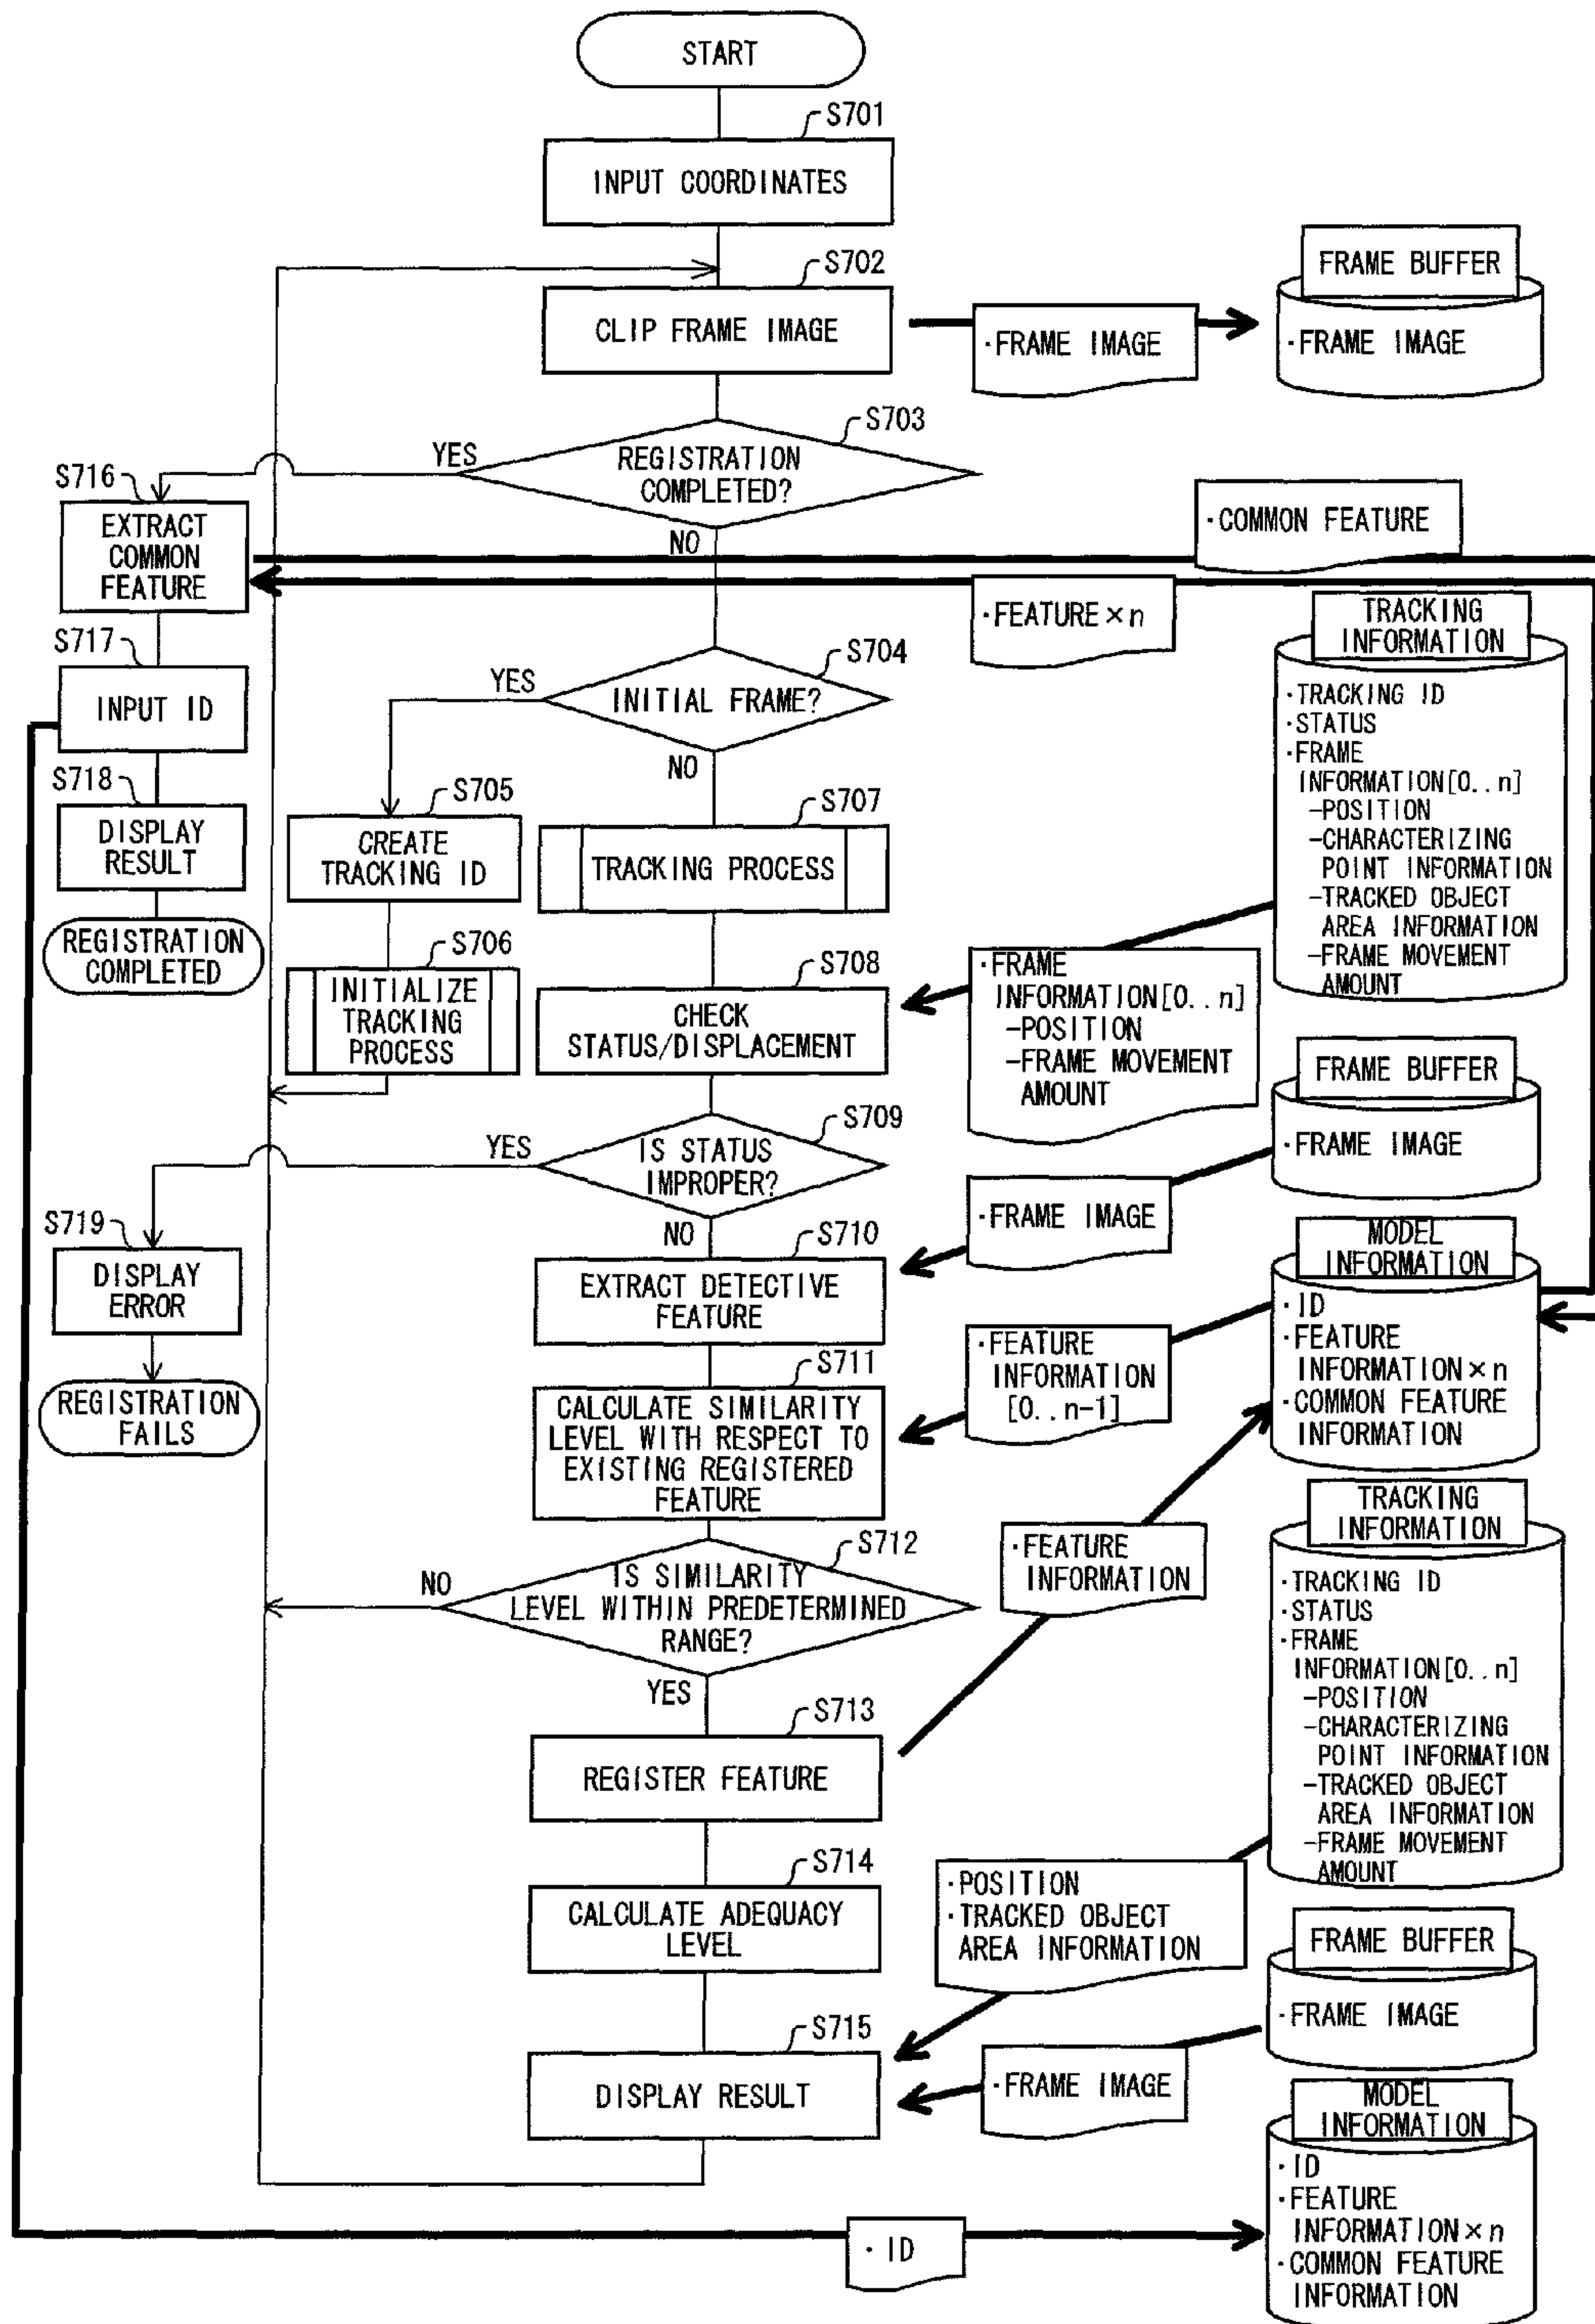 START
S701
INPUT COORDINATES
S702
CLIP FRAME IMAGE
·FRAME IMAGE
FRAME BUFFER
·FRAME IMAGE
S703
REGISTRATION
COMPLETED?
YES
NO
S716
EXTRACT
COMMON
FEATURE
·COMMON FEATURE
·FEATURE×n
S717
INPUT ID
S718
DISPLAY
RESULT
REGISTRATION
COMPLETED
S704
INITIAL FRAME?
YES
NO
S705
CREATE
TRACKING ID
S706
INITIALIZE
TRACKING
PROCESS
S707
TRACKING PROCESS
TRACKING
INFORMATION
·TRACKING ID
·STATUS
·FRAME
INFORMATION[0..n]
-POSITION
-CHARACTERIZING
POINT INFORMATION
-TRACKED OBJECT
AREA INFORMATION
-FRAME MOVEMENT
AMOUNT
S708
CHECK
STATUS/DISPLACEMENT
·FRAME
INFORMATION[0..n]
-POSITION
-FRAME MOVEMENT
AMOUNT
S709
IS STATUS
IMPROPER?
YES
NO
FRAME BUFFER
·FRAME IMAGE
·FRAME IMAGE
S719
DISPLAY
ERROR
REGISTRATION
FAILS
S710
EXTRACT DETECTIVE
FEATURE
MODEL
INFORMATION
·ID
·FEATURE
INFORMATION×n
·COMMON FEATURE
INFORMATION
·FEATURE
INFORMATION
[0..n-1]
S711
CALCULATE SIMILARITY
LEVEL WITH RESPECT TO
EXISTING REGISTERED
FEATURE
S712
IS SIMILARITY
LEVEL WITHIN PREDETERMINED
RANGE?
NO
YES
·FEATURE
INFORMATION
TRACKING
INFORMATION
·TRACKING ID
·STATUS
·FRAME
INFORMATION[0..n]
-POSITION
-CHARACTERIZING
POINT INFORMATION
-TRACKED OBJECT
AREA INFORMATION
-FRAME MOVEMENT
AMOUNT
S713
REGISTER FEATURE
S714
CALCULATE ADEQUACY
LEVEL
·POSITION
·TRACKED OBJECT
AREA INFORMATION
FRAME BUFFER
·FRAME IMAGE
S715
DISPLAY RESULT
·FRAME IMAGE
MODEL
INFORMATION
·ID
·FEATURE
INFORMATION×n
·COMMON FEATURE
INFORMATION
·ID